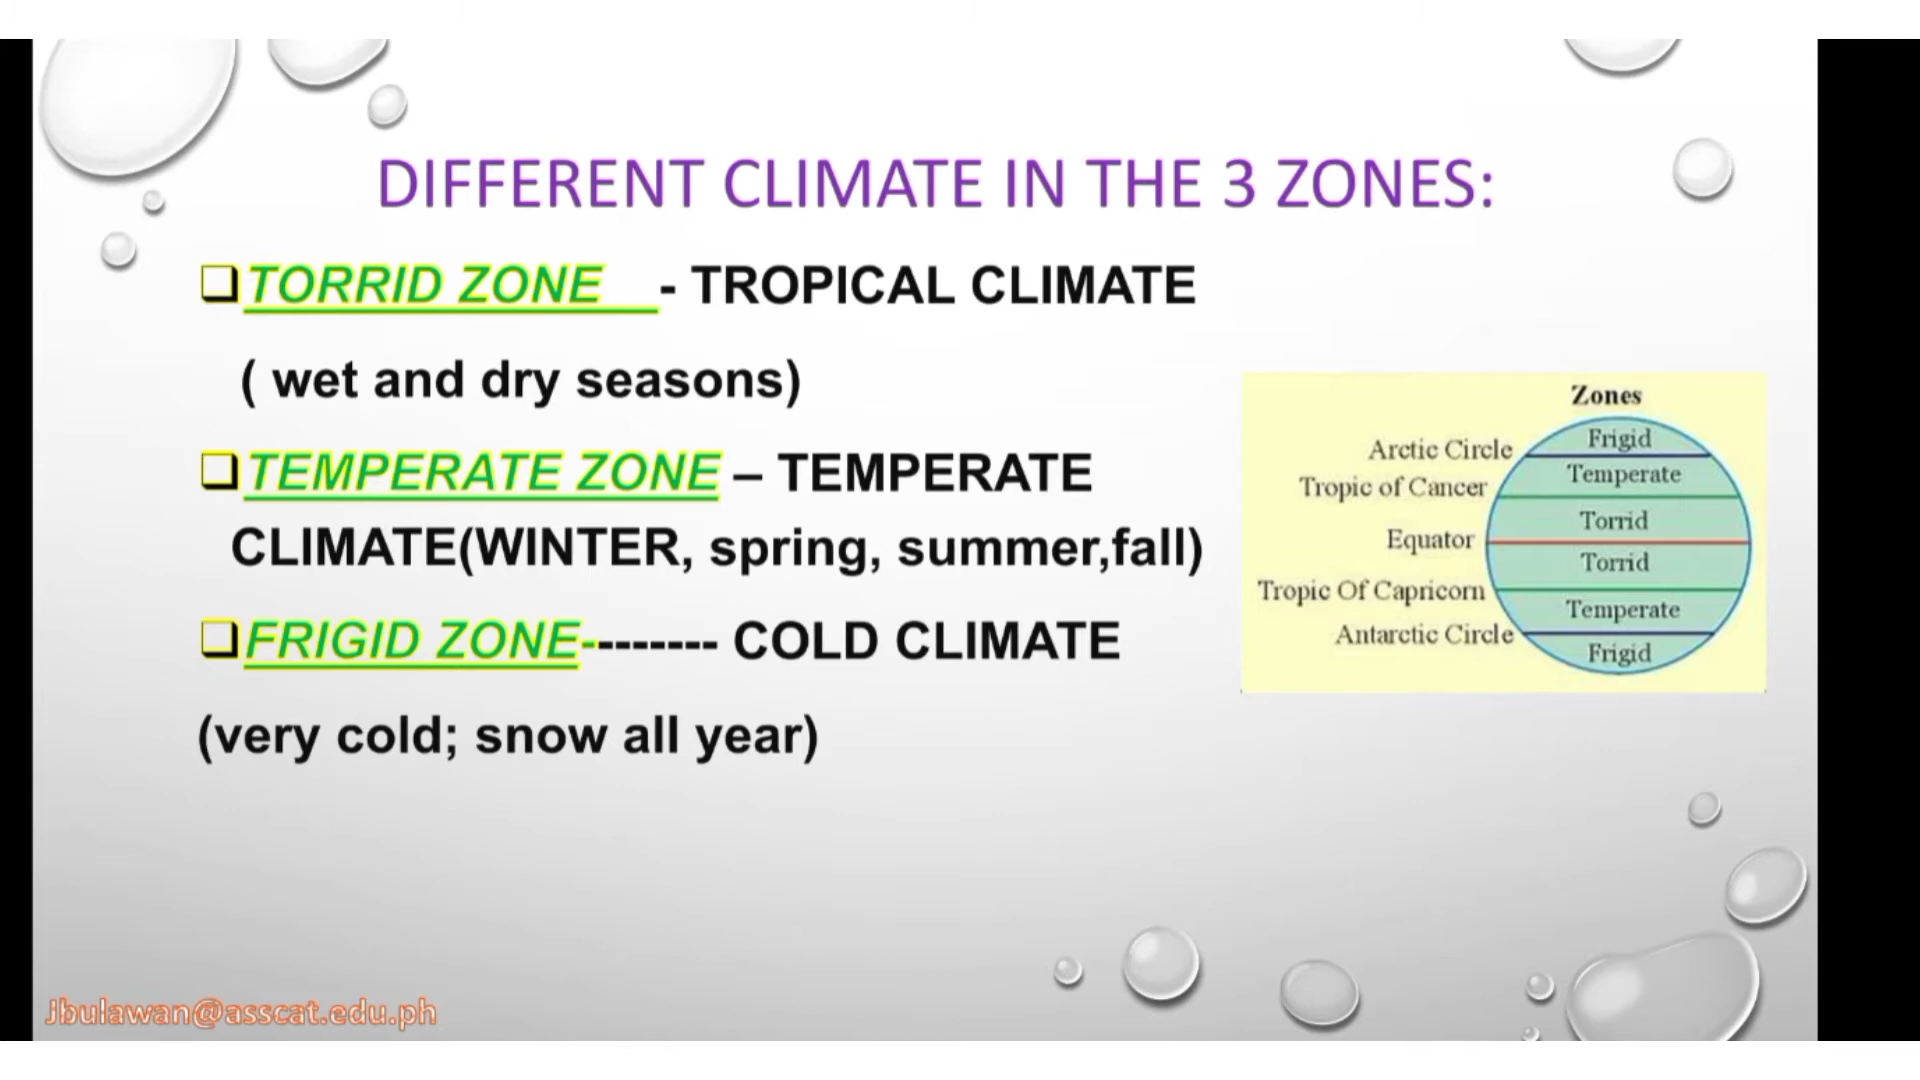 DIFFERENT CLIMATE IN THE 3 ZONES:
TORRID ZONE - TROPICAL CLIMATE
( wet and dry seasons)
TEMPERATE ZONE – TEMPERATE
CLIMATE(WINTER, spring, summer,fall)
FRIGID ZONE-------- COLD CLIMATE
(very cold; snow all year)
Zones
Arctic Circle
Tropic of Cancer
Equator
Tropic Of Capricorn
Antarctic Circle
Frigid
Temperate
Torrid
Torrid
Temperate
Frigid
Jbulawan@asscat.edu.ph